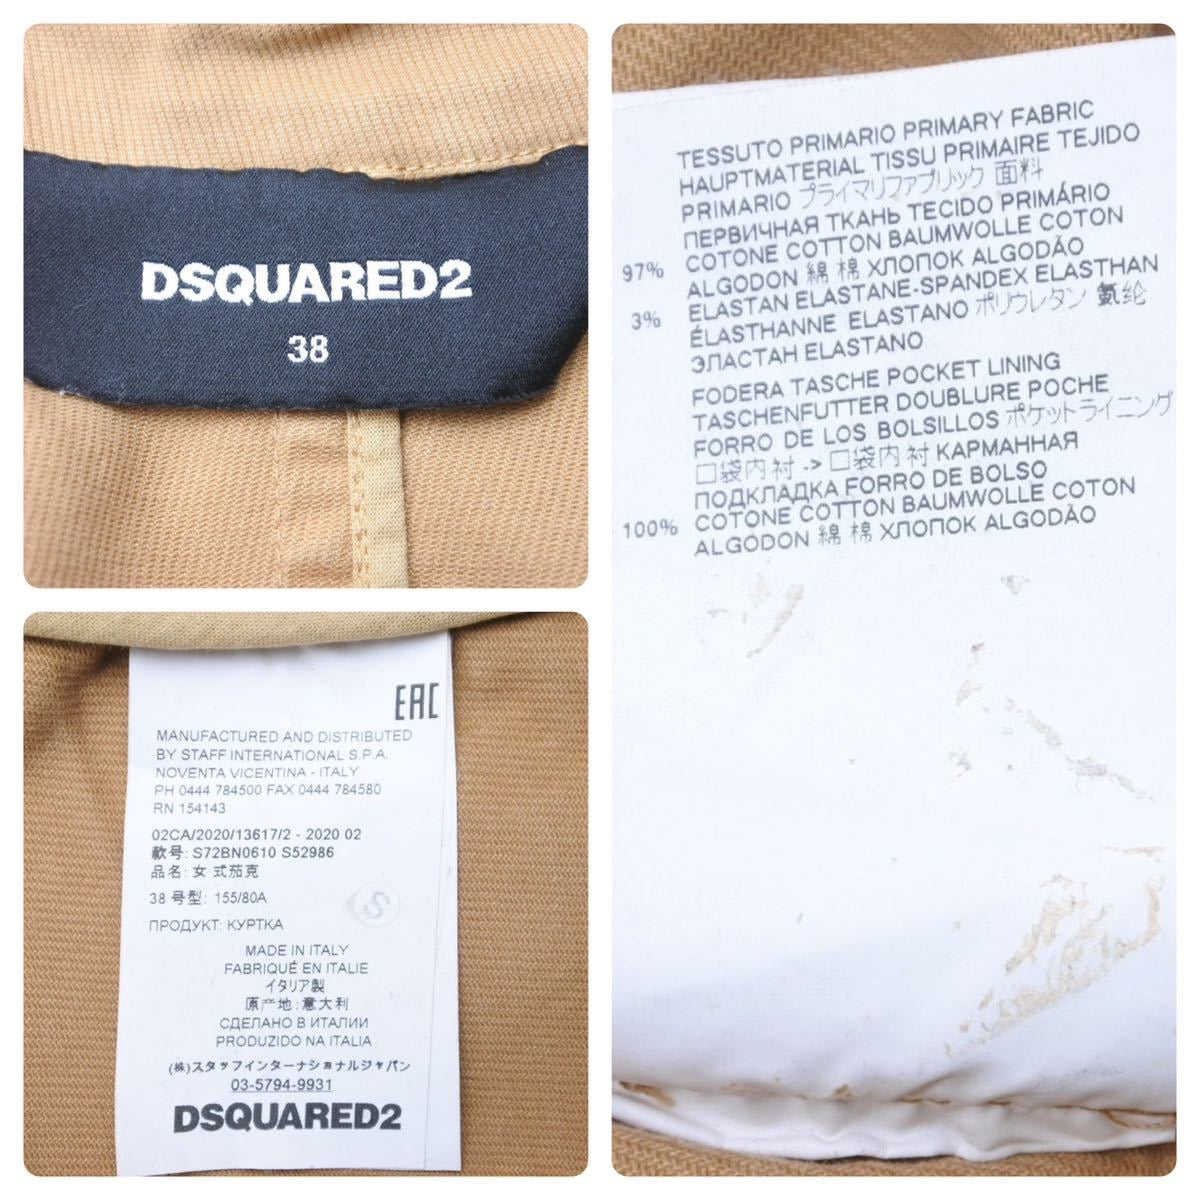 DSQUARED2
38
EAC
MANUFACTURED AND DISTRIBUTED
BY STAFF INTERNATIONAL S.P.A.
NOVENTA VICENTINA - ITALY
PH 0444 784500 FAX 0444 784580
RN 154143
02CA/2020/13617/2 - 2020 02
款号: S72BN0610 S52986
品名: 女 式茄克
38 号型: 155/80A
S
ПРОДУКТ: КУРТКА
MADE IN ITALY
FABRIQUÉ EN ITALIE
イタリア製
原产地:意大利
СДЕЛАНО В ИТАЛИИ
PRODUZIDO NA ITALIA
(株)スタッフインターナショナルジャパン
03-5794-9931
DSQUARED2
TESSUTO PRIMARIO PRIMARY FABRIC
HAUPTMATERIAL TISSU PRIMAIRE TEJIDO
PRIMARIO プライマリファブリック 面料
ПЕРВИЧНАЯ ТКАНЬ TECIDO PRIMÁRIO
97% COTONE COTTON BAUMWOLLE COTON
ALGODON 綿 棉 ХЛОПОК ALGODÃO
3% ELASTAN ELASTANE-SPANDEX ELASTHAN
ÉLASTHANNE ELASTANO ポリウレタン 氨纶
ЭЛАСТАН ELASTANO
FODERA TASCHE POCKET LINING
TASCHENFUTTER DOUBLURE POCHE
FORRO DE LOS BOLSILLOS ポケットライニング
口袋内衬 -> 口袋内衬 КАРМАННАЯ
ПОДКЛАДКА FORRO DE BOLSO
100% COTONE COTTON BAUMWOLLE COTON
ALGODON 綿 棉 ХЛОПОК ALGODÃO